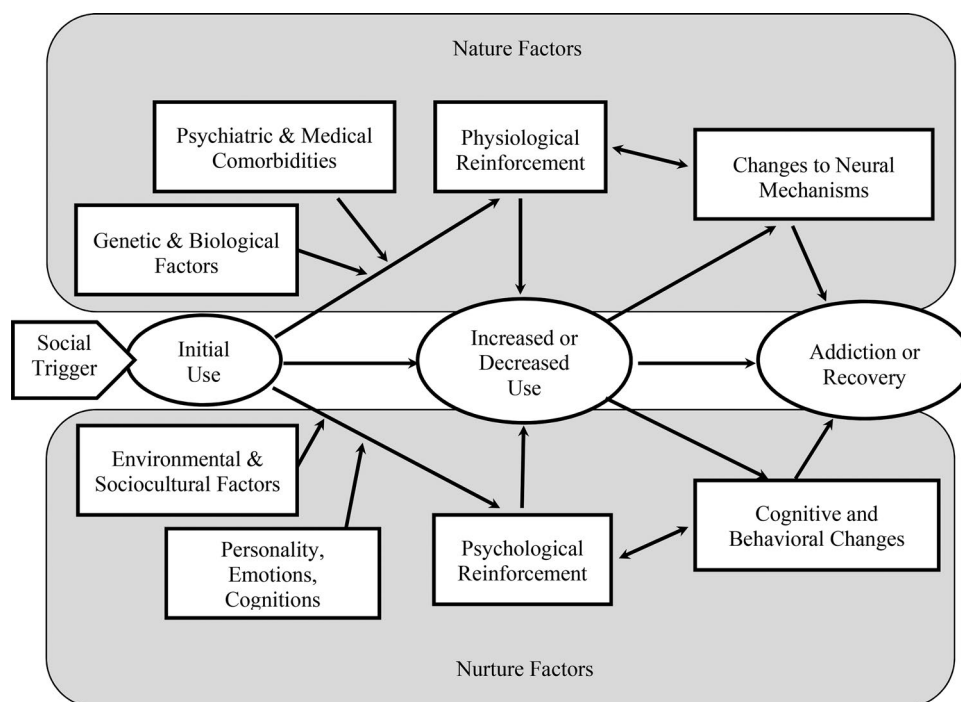 Nature Factors
Psychiatric & Medical
Comorbidities
Physiological
Reinforcement
Changes to Neural
Mechanisms
Genetic & Biological
Factors
Social
Trigger
Initial
Use
Increased or
Decreased
Use
Addiction or
Recovery
Environmental &
Sociocultural Factors
Personality,
Emotions,
Cognitions
Psychological
Reinforcement
Cognitive and
Behavioral Changes
Nurture Factors